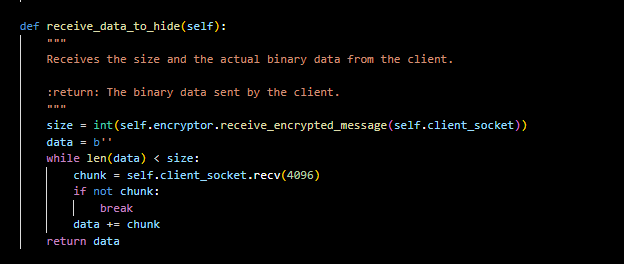 def receive_data_to_hide(self):
    """
    Receives the size and the actual binary data from the client.

    :return: The binary data sent by the client.
    """
    size = int(self.encryptor.receive_encrypted_message(self.client_socket))
    data = b''
    while len(data) < size:
        chunk = self.client_socket.recv(4096)
        if not chunk:
            break
        data += chunk
    return data